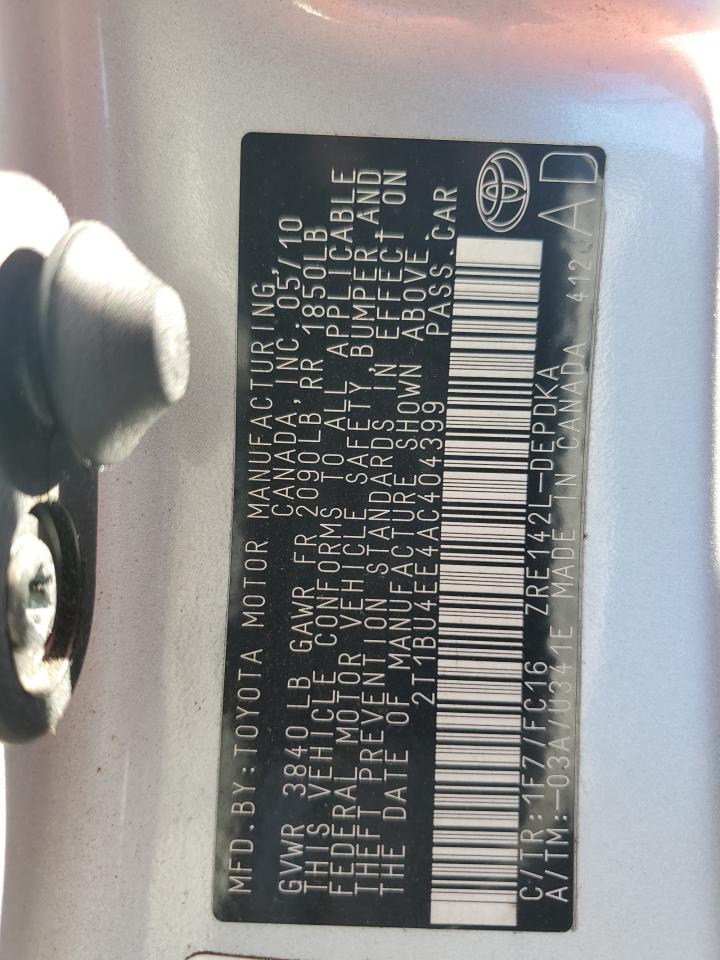 MFD.BY:TOYOTA MOTOR MANUFACTURING,
CANADA, INC. 05/10
GVWR 3840 LB GAWR FR 2090LB RR 1850LB
THIS VEHICLE CONFORMS TO ALL APPLICABLE
FEDERAL MOTOR VEHICLE SAFETY, BUMPER, AND
THEFT PREVENTION STANDARDS IN EFFECT ON
THE DATE OF MANUFACTURE SHOWN ABOVE.
2T1BU4EE4AC404399 PASS.CAR
C/TR:1F7/FC16 ZRE142L-DEPDKA
A/TM:-03A/U341E MADE IN CANADA 412
AD